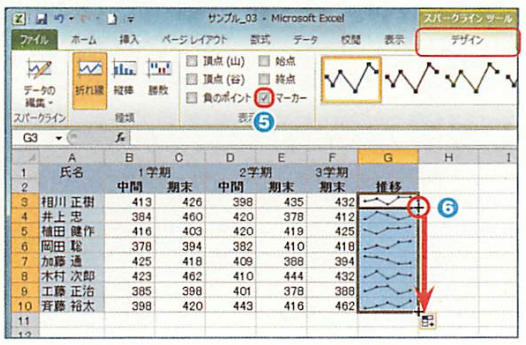 サンプル_03 - Microsoft Excel
スパークライン ツール
ファイル ホーム 挿入 ページ レイアウト 数式 データ 校閲 表示 デザイン
データの編集 折れ線 縦棒 勝敗
頂点 (山) 始点
頂点 (谷) 終点
負のポイント マーカー
スパークライン 種類 表示
5
G3 fx
A B C D E F G H I
1 氏名 1学期 2学期 3学期
2 中間 期末 中間 期末 期末 推移
3 相川 正樹 413 426 398 435 432
6
4 井上 忠 384 460 420 378 412
5 植田 健作 416 403 420 419 425
6 岡田 聡 378 394 382 410 418
7 加藤 通 425 418 409 388 394
8 木村 次郎 423 462 410 444 432
9 工藤 正治 385 398 401 378 388
10 斉藤 裕太 398 420 443 416 462
11
12